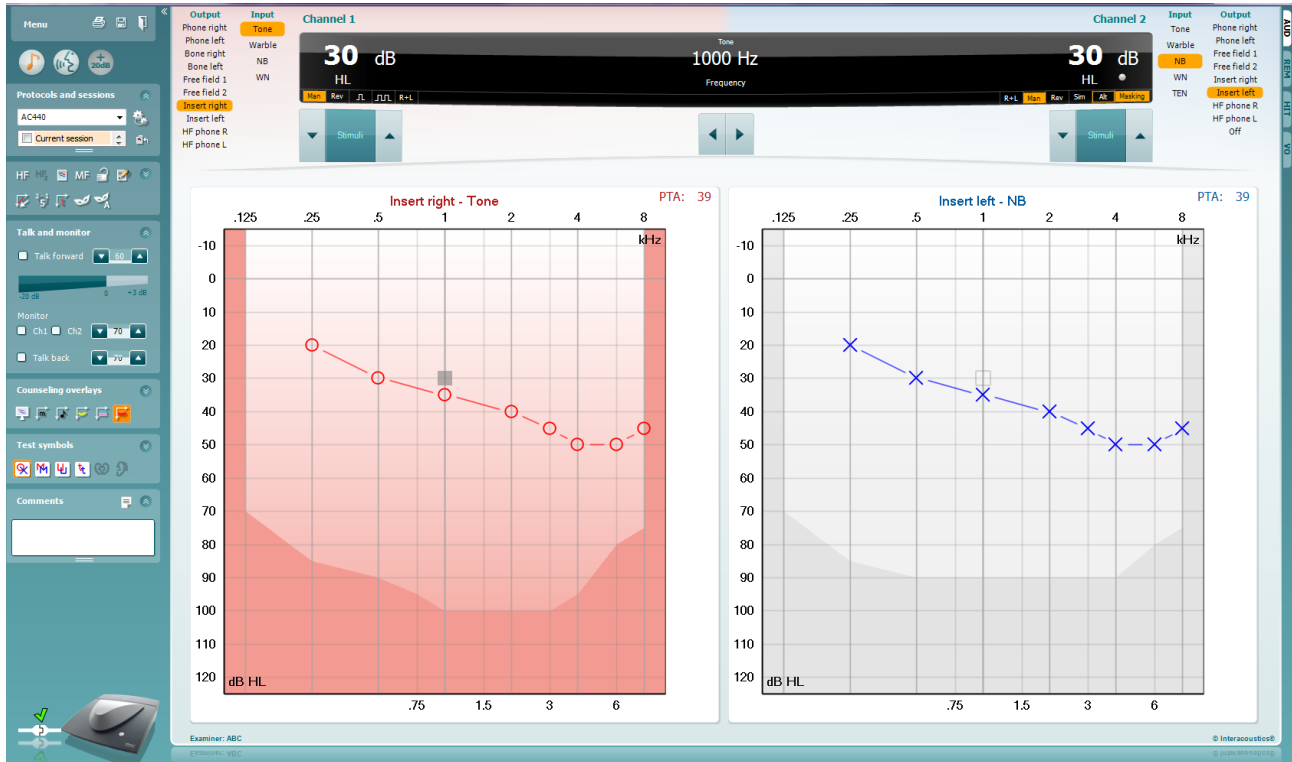 Menu
+
20dB
Protocols and sessions
AC440
Current session
HF
MF
Talk and monitor
Talk forward
60
-20 dB 0 +3 dB
Monitor
Ch1 Ch2 70
Talk back 70
Counseling overlays
Test symbols
Comments
Output
Phone right
Phone left
Bone right
Bone left
Free field 1
Free field 2
Insert right
Insert left
HF phone R
HF phone L
Input
Tone
Warble
NB
WN
Channel 1
30 dB
HL
Man Rev R+L
Tone
1000 Hz
Frequency
Channel 2
30 dB
HL
R+L Man Rev Sim Alt Masking
Stimuli
Stimuli
Input
Tone
Warble
NB
WN
TEN
Output
Phone right
Phone left
Free field 1
Free field 2
Insert right
Insert left
HF phone R
HF phone L
Off
AUD
REM
HIT
VO
Insert right - Tone
PTA: 39
.125 .25 .5 1 2 4 8
kHz
-10
0
10
20
30
40
50
60
70
80
90
100
110
120
dB HL
.75 1.5 3 6
Insert left - NB
PTA: 39
.125 .25 .5 1 2 4 8
kHz
-10
0
10
20
30
40
50
60
70
80
90
100
110
120
dB HL
.75 1.5 3 6
Examiner: ABC
© Interacoustics®